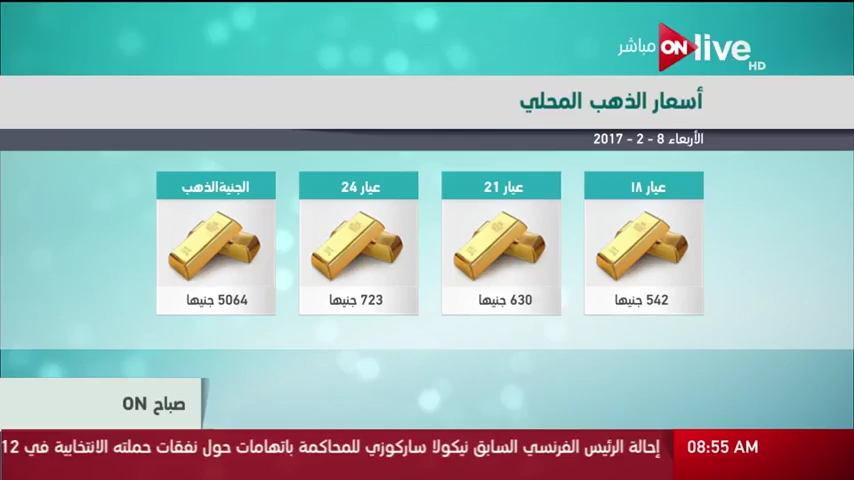 مباشر ON live
HD
أسعار الذهب المحلي
الأربعاء 8 - 2 - 2017
عيار ١٨
عيار 21
عيار 24
الجنية الذهب
542 جنيها
630 جنيها
723 جنيها
5064 جنيها
صباح ON
08:55 AM
إحالة الرئيس الفرنسي السابق نيكولا ساركوزي للمحاكمة باتهامات حول نفقات حملته الانتخابية في 12